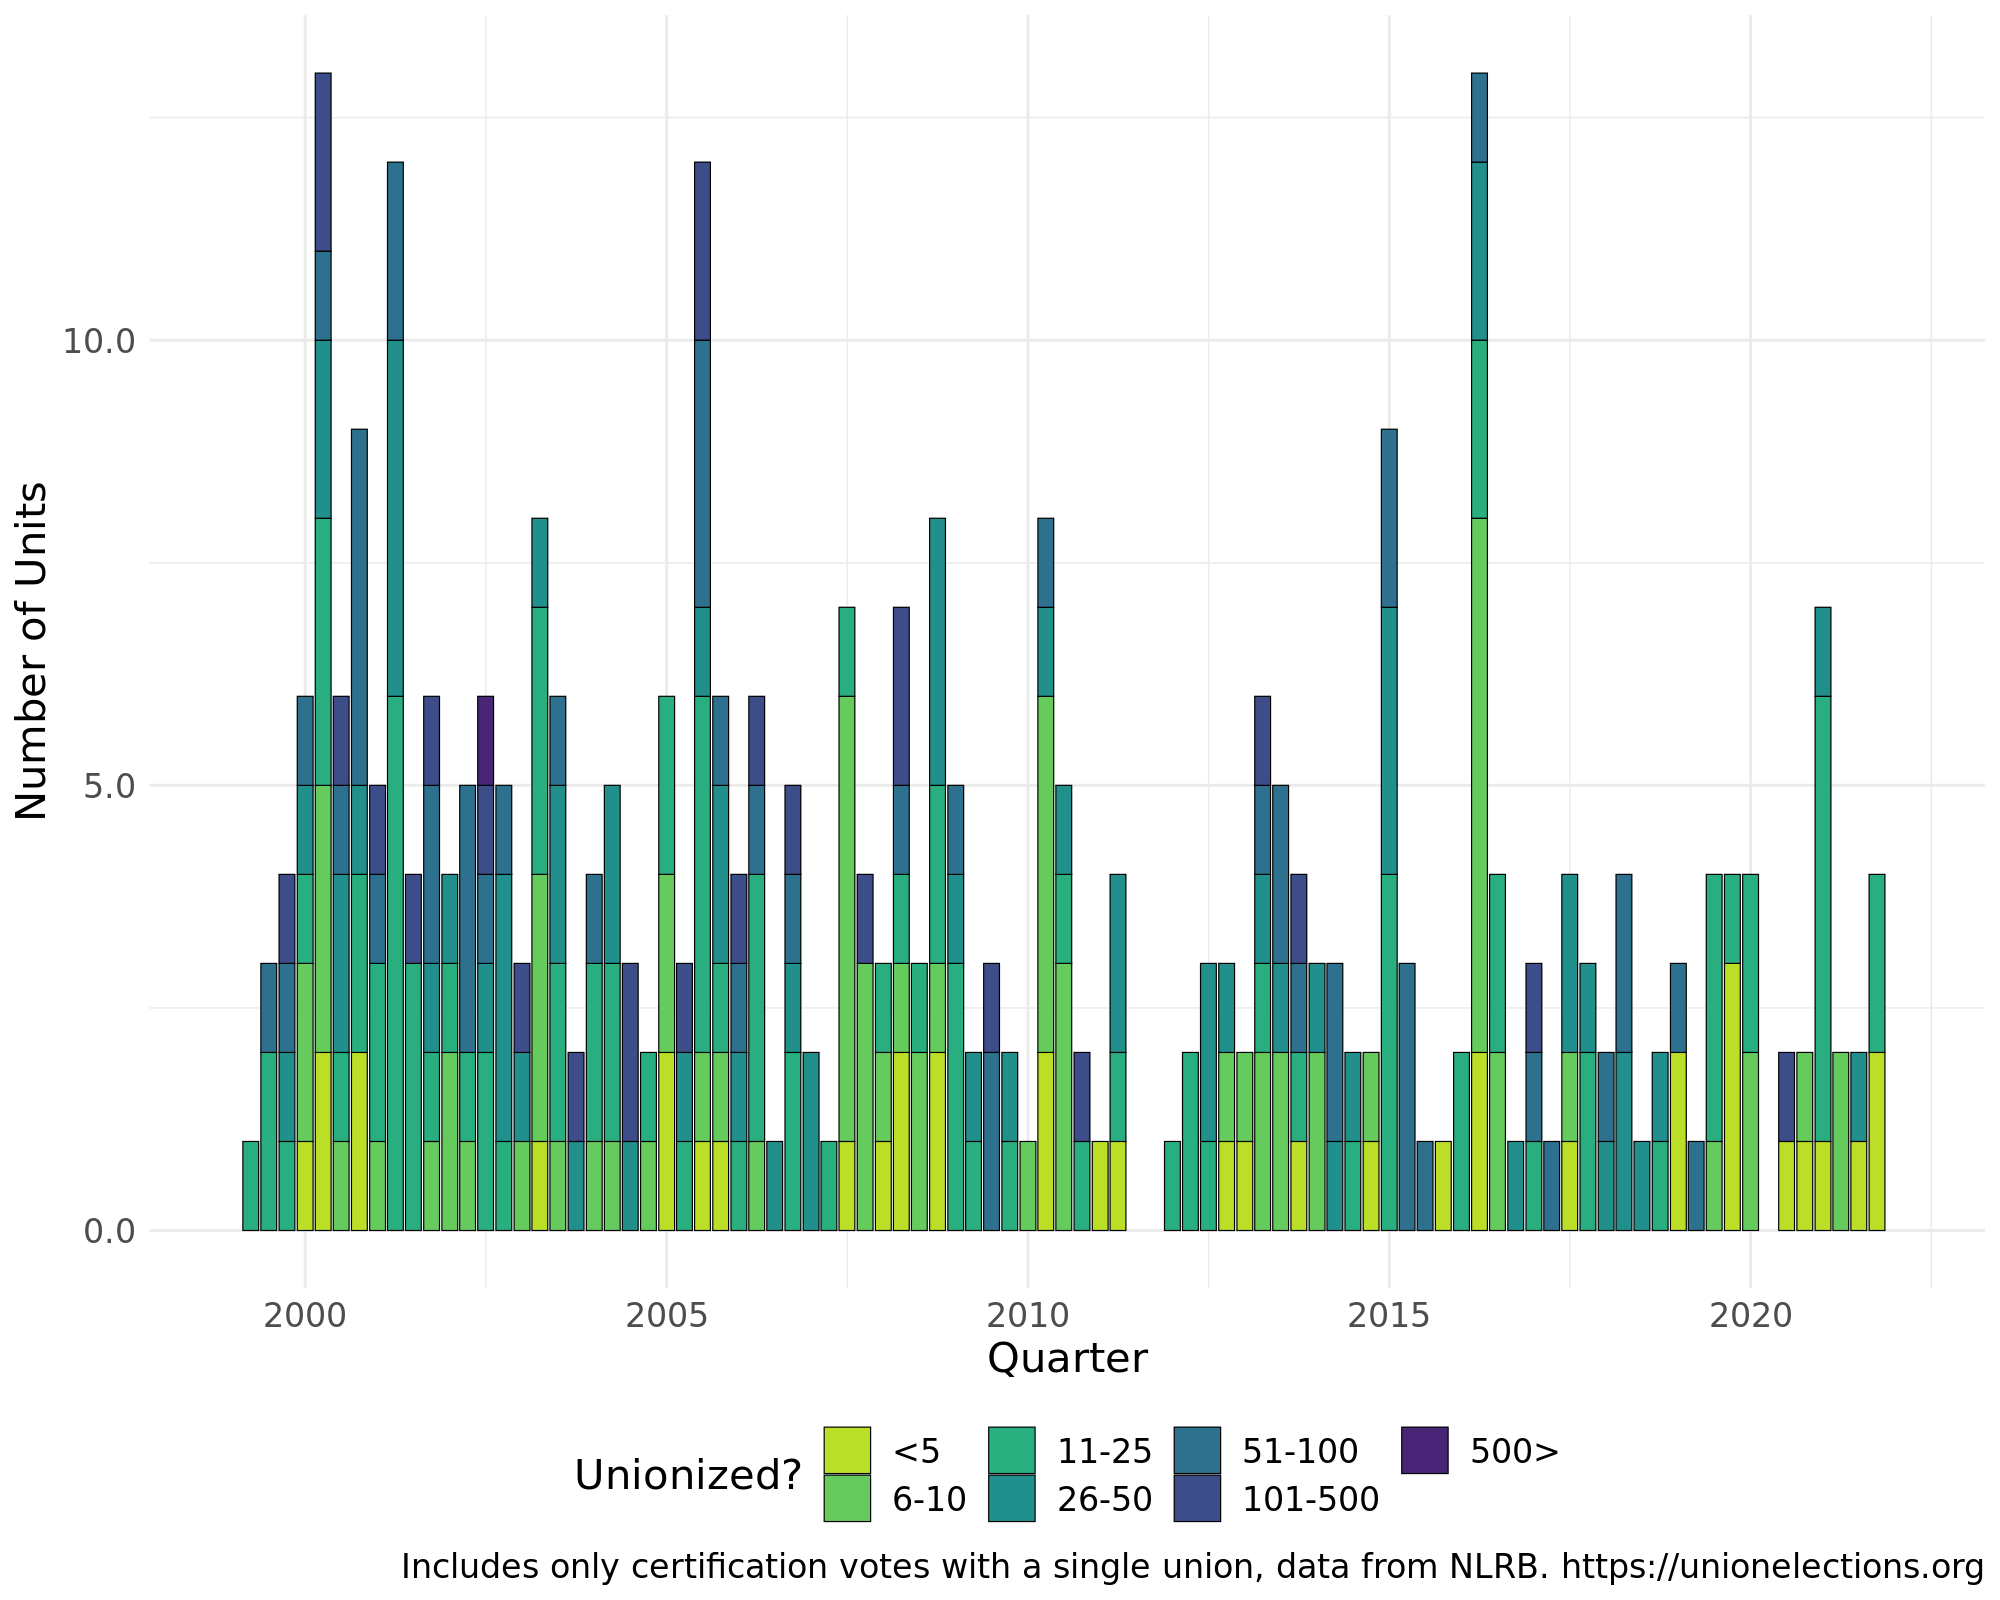 Number of Units
10.0
5.0
0.0
2000 2005 2010 2015 2020
Quarter
Unionized?
<5 11-25 51-100 500>
6-10 26-50 101-500
Includes only certification votes with a single union, data from NLRB. https://unionelections.org